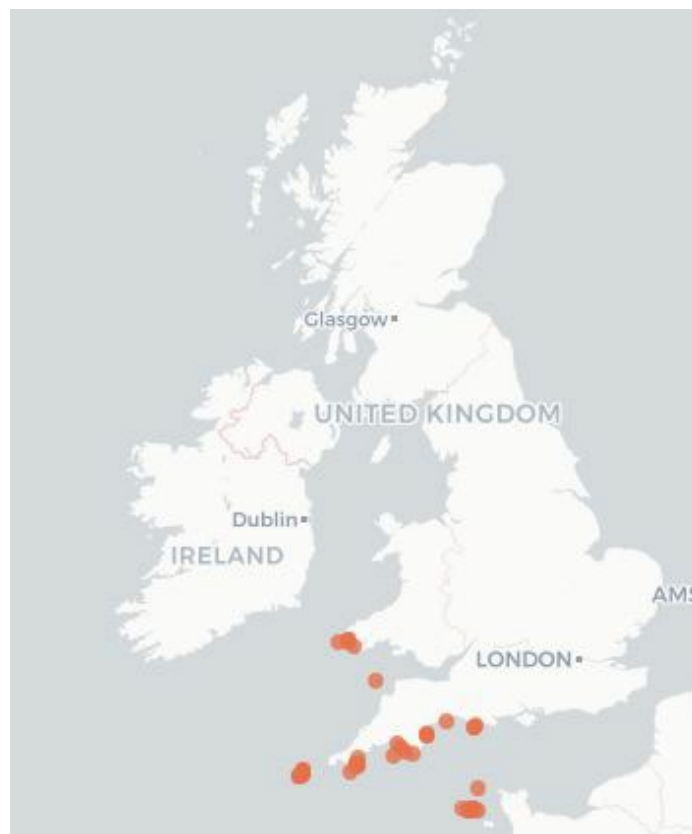 Glasgow
UNITED KINGDOM
Dublin
IRELAND
AMS
LONDON